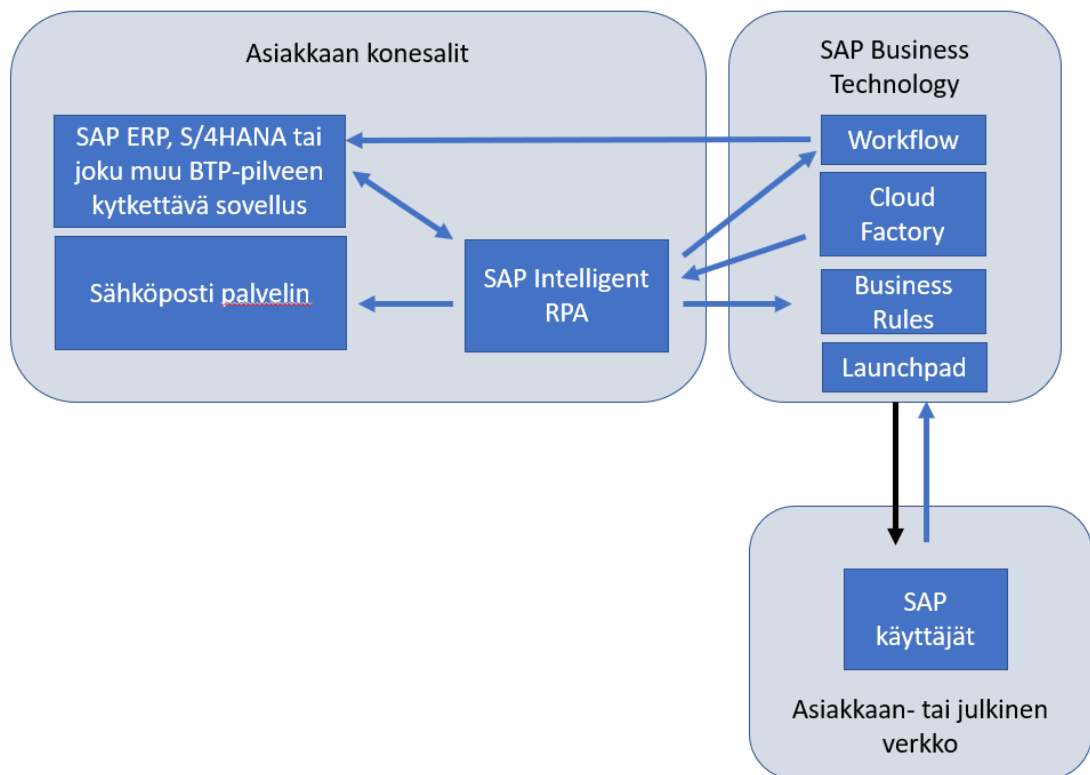 Asiakkaan konesalit
SAP ERP, S/4HANA tai
joku muu BTP-pilveen
kytkettävä sovellus
Sähköposti palvelin
SAP Intelligent
RPA
SAP Business
Technology
Workflow
Cloud
Factory
Business
Rules
Launchpad
SAP
käyttäjät
Asiakkaan- tai julkinen
verkko